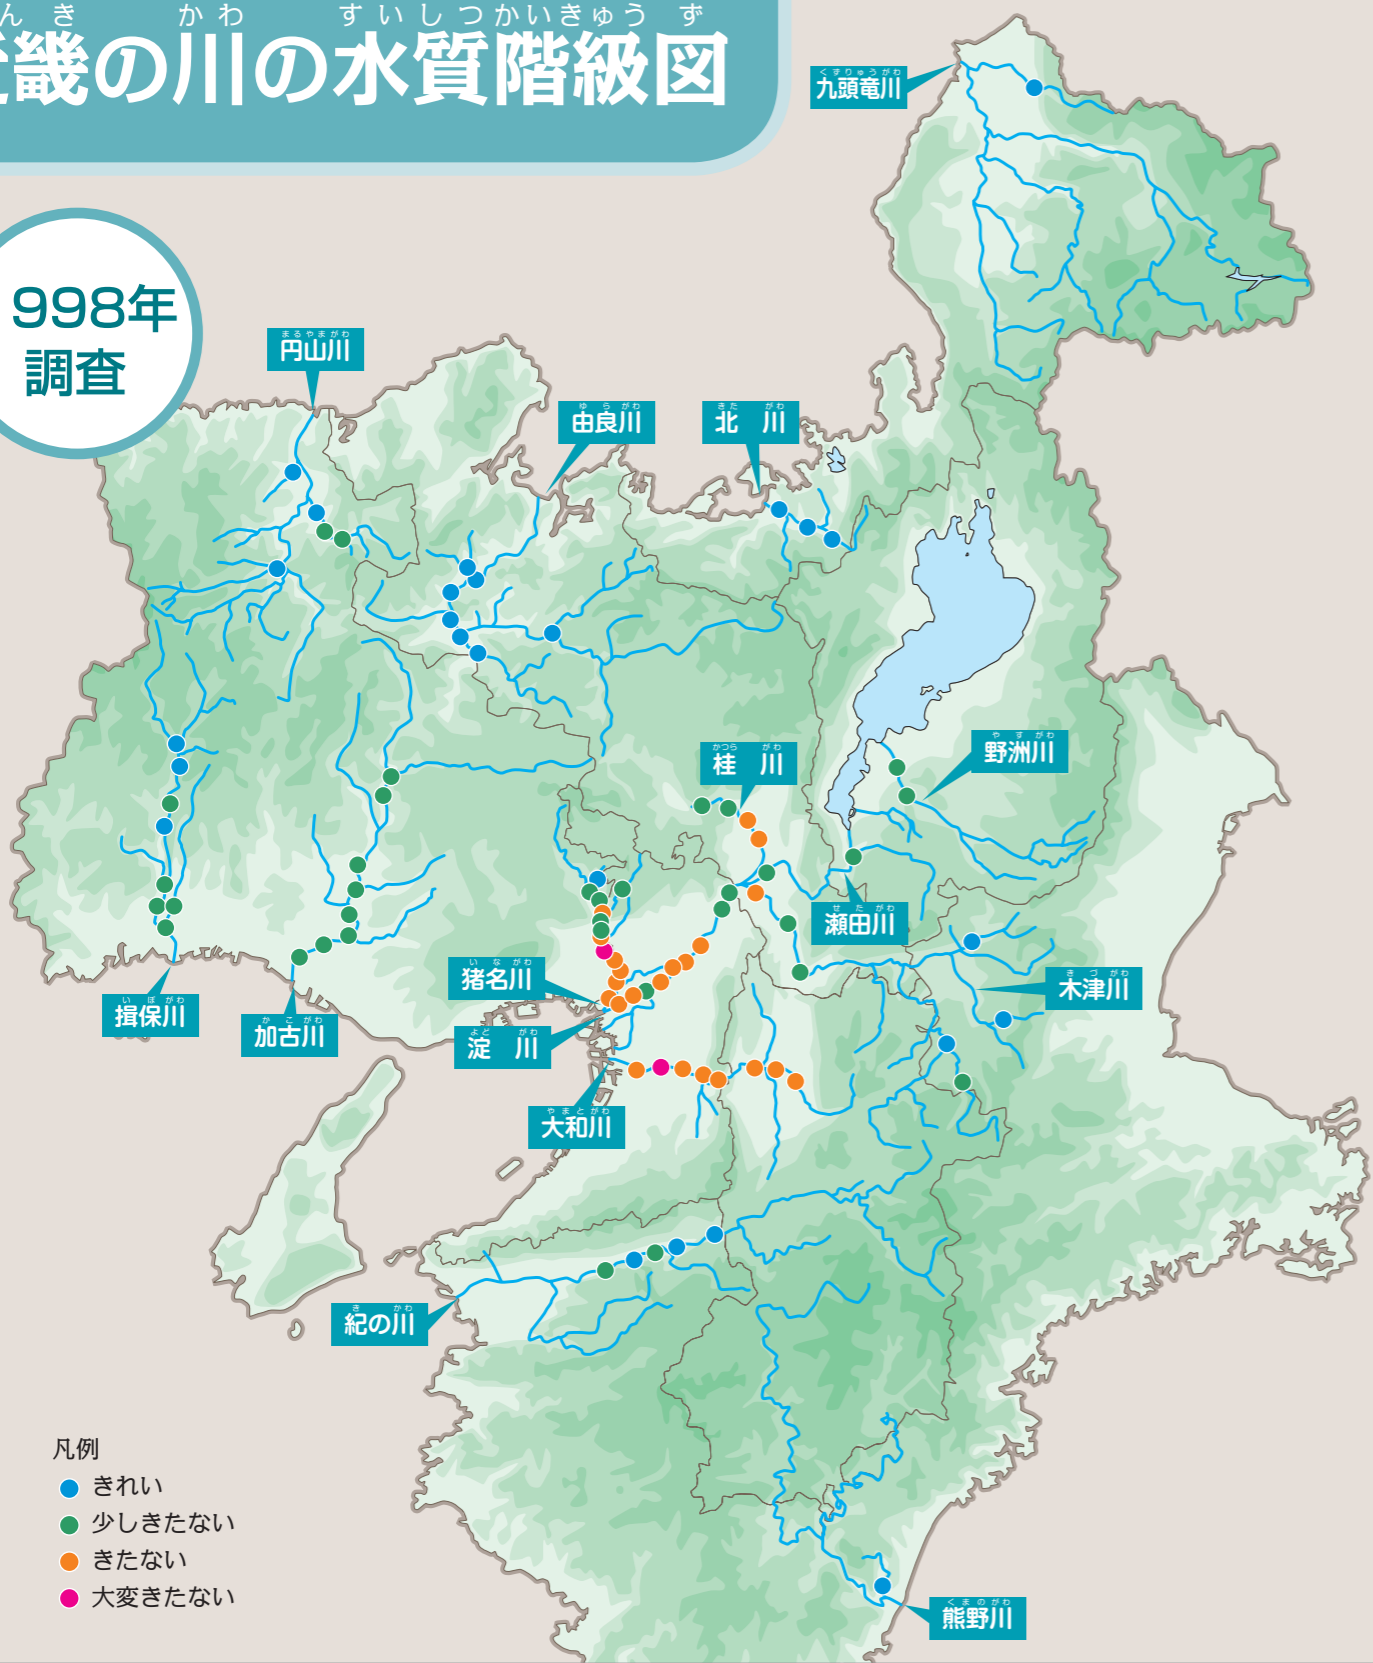 んき かわ すいしつかいきゅうず
畿の川の水質階級図
くずりゅうがわ
九頭竜川
998年
調査
まるやまがわ
円山川
ゆらがわ
由良川
きた がわ
北 川
かつら がわ
桂 川
やすがわ
野洲川
せたがわ
瀬田川
いながわ
猪名川
きづがわ
木津川
いぼがわ
揖保川
かこがわ
加古川
よど がわ
淀 川
やまとがわ
大和川
き かわ
紀の川
くまのがわ
熊野川
凡例
きれい
少しきたない
きたない
大変きたない